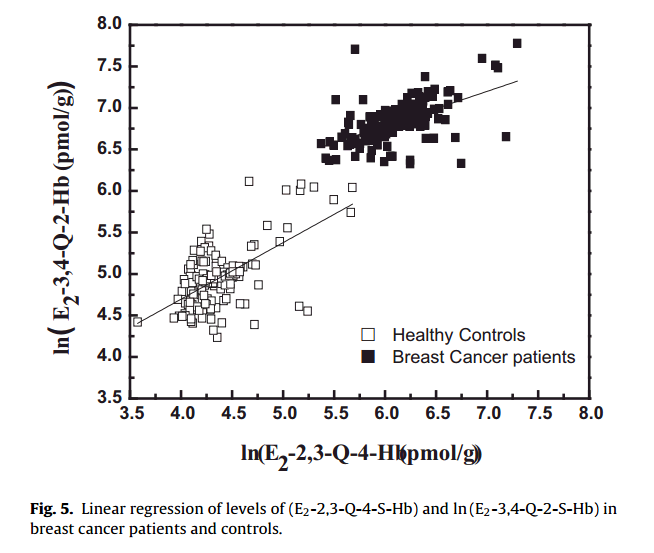 8.0
7.5
7.0
6.5
6.0
5.5
5.0
4.5
4.0
3.5
ln( E2-3,4-Q-2-Hb (pmol/g))
Healthy Controls
Breast Cancer patients
3.5 4.0 4.5 5.0 5.5 6.0 6.5 7.0 7.5 8.0
ln(E2-2,3-Q-4-Hb(pmol/g)
Fig. 5. Linear regression of levels of (E2-2,3-Q-4-S-Hb) and ln (E2-3,4-Q-2-S-Hb) in
breast cancer patients and controls.